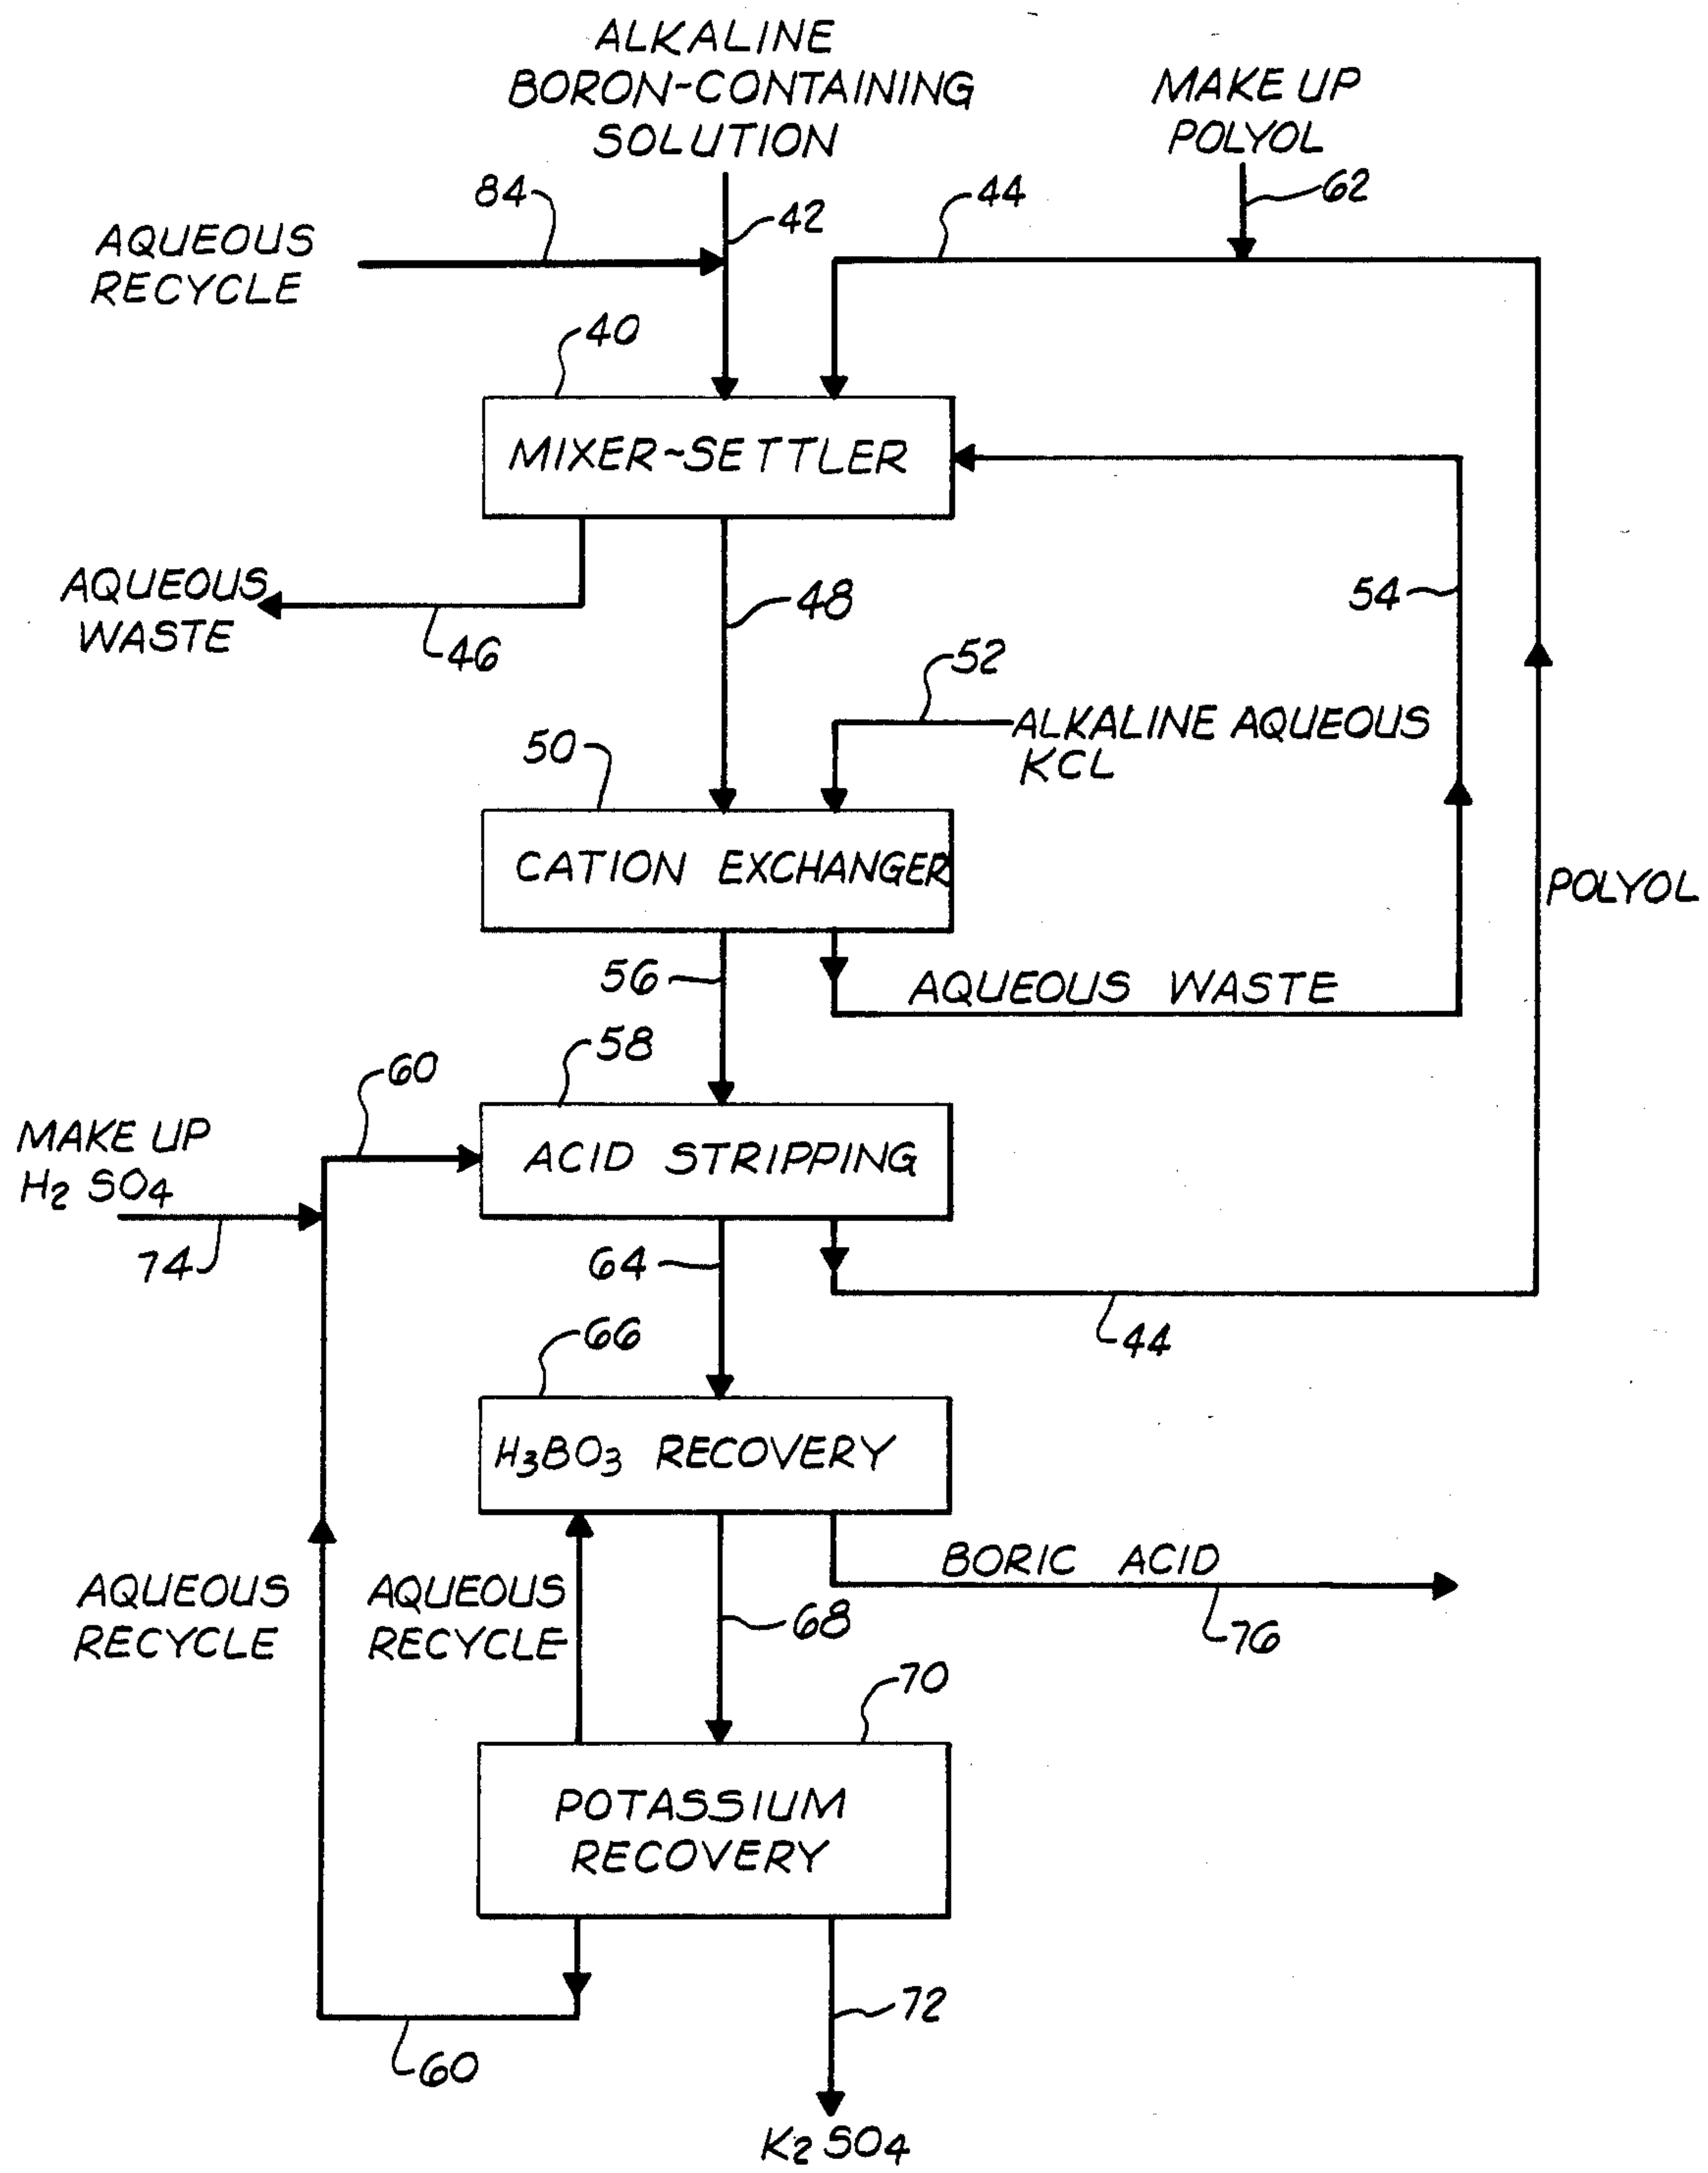 ALKALINE
BORON-CONTAINING
SOLUTION
MAKE UP
POLYOL
84
42
44
62
AQUEOUS
RECYCLE
40
MIXER-SETTLER
AQUEOUS
WASTE
46
48
54
52
ALKALINE AQUEOUS
KCL
50
CATION EXCHANGER
POLYOL
56
AQUEOUS WASTE
58
60
MAKE UP
H2 SO4
74
ACID STRIPPING
64
44
66
H3BO3 RECOVERY
BORIC ACID
76
AQUEOUS
RECYCLE
AQUEOUS
RECYCLE
68
70
POTASSIUM
RECOVERY
72
60
K2 SO4